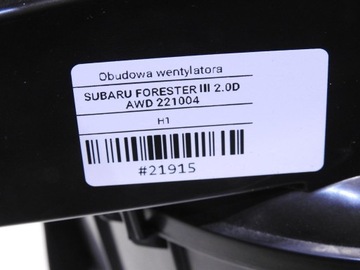 Obudowa wentylatora
SUBARU FORESTER III 2.0D
AWD 221004
H1
#21915